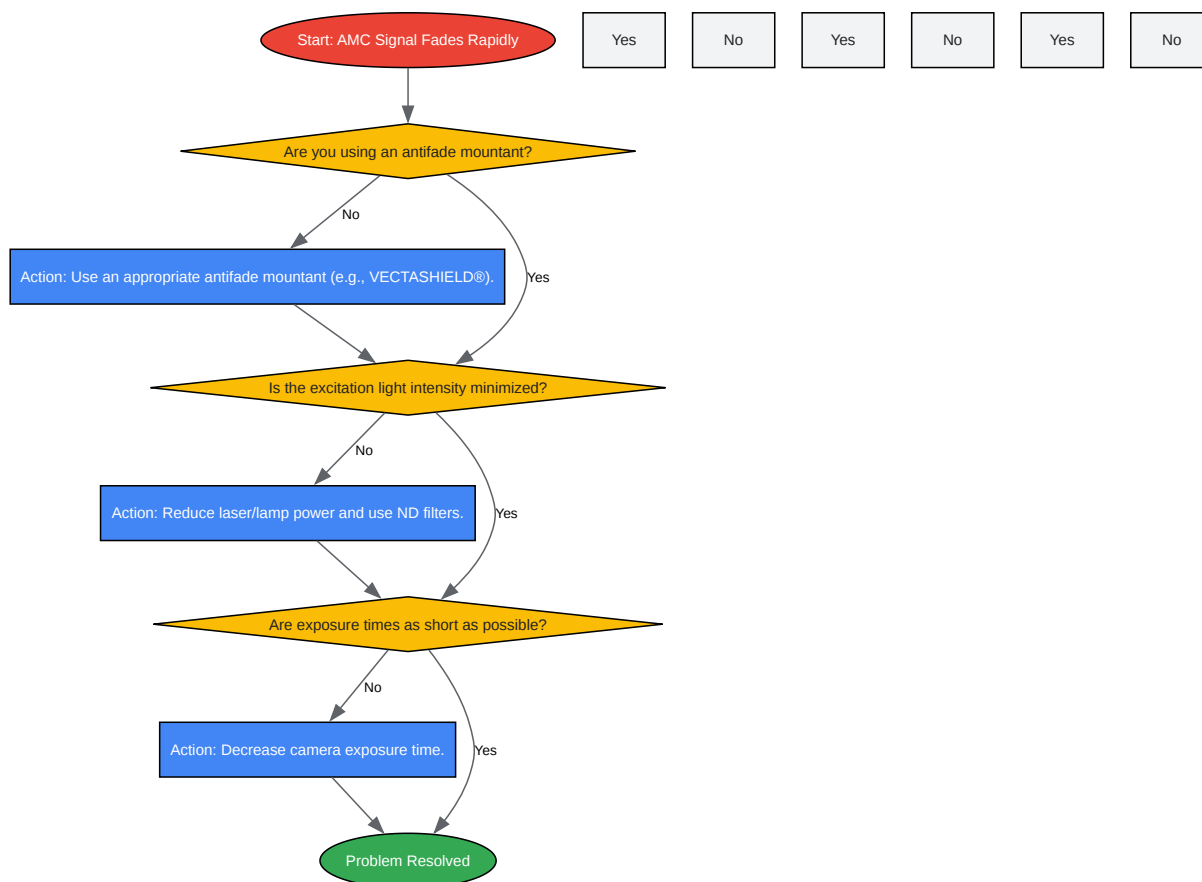 Start: AMC Signal Fades Rapidly
Yes
No
Yes
No
Yes
No
Are you using an antifade mountant?
No
Action: Use an appropriate antifade mountant (e.g., VECTASHIELD®).
Yes
Is the excitation light intensity minimized?
No
Action: Reduce laser/lamp power and use ND filters.
Yes
Are exposure times as short as possible?
No
Action: Decrease camera exposure time.
Yes
Problem Resolved